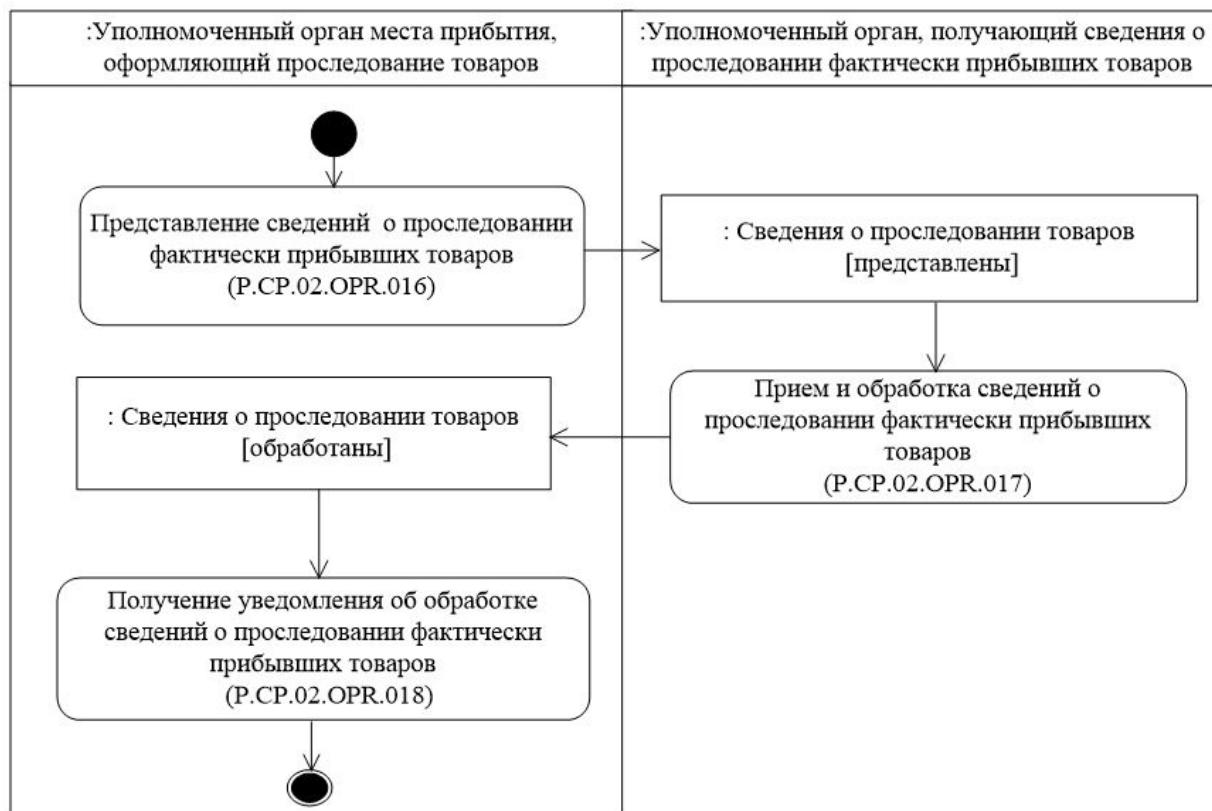 :Уполномоченный орган места прибытия,
оформляющий проследование товаров
:Уполномоченный орган, получающий сведения о
проследовании фактически прибывших товаров
Представление сведений о проследовании
фактически прибывших товаров
(P.CP.02.OPR.016)
: Сведения о проследовании товаров
[представлены]
Прием и обработка сведений о
проследовании фактически прибывших
товаров
(P.CP.02.OPR.017)
: Сведения о проследовании товаров
[обработаны]
Получение уведомления об обработке
сведений о проследовании фактически
прибывших товаров
(P.CP.02.OPR.018)